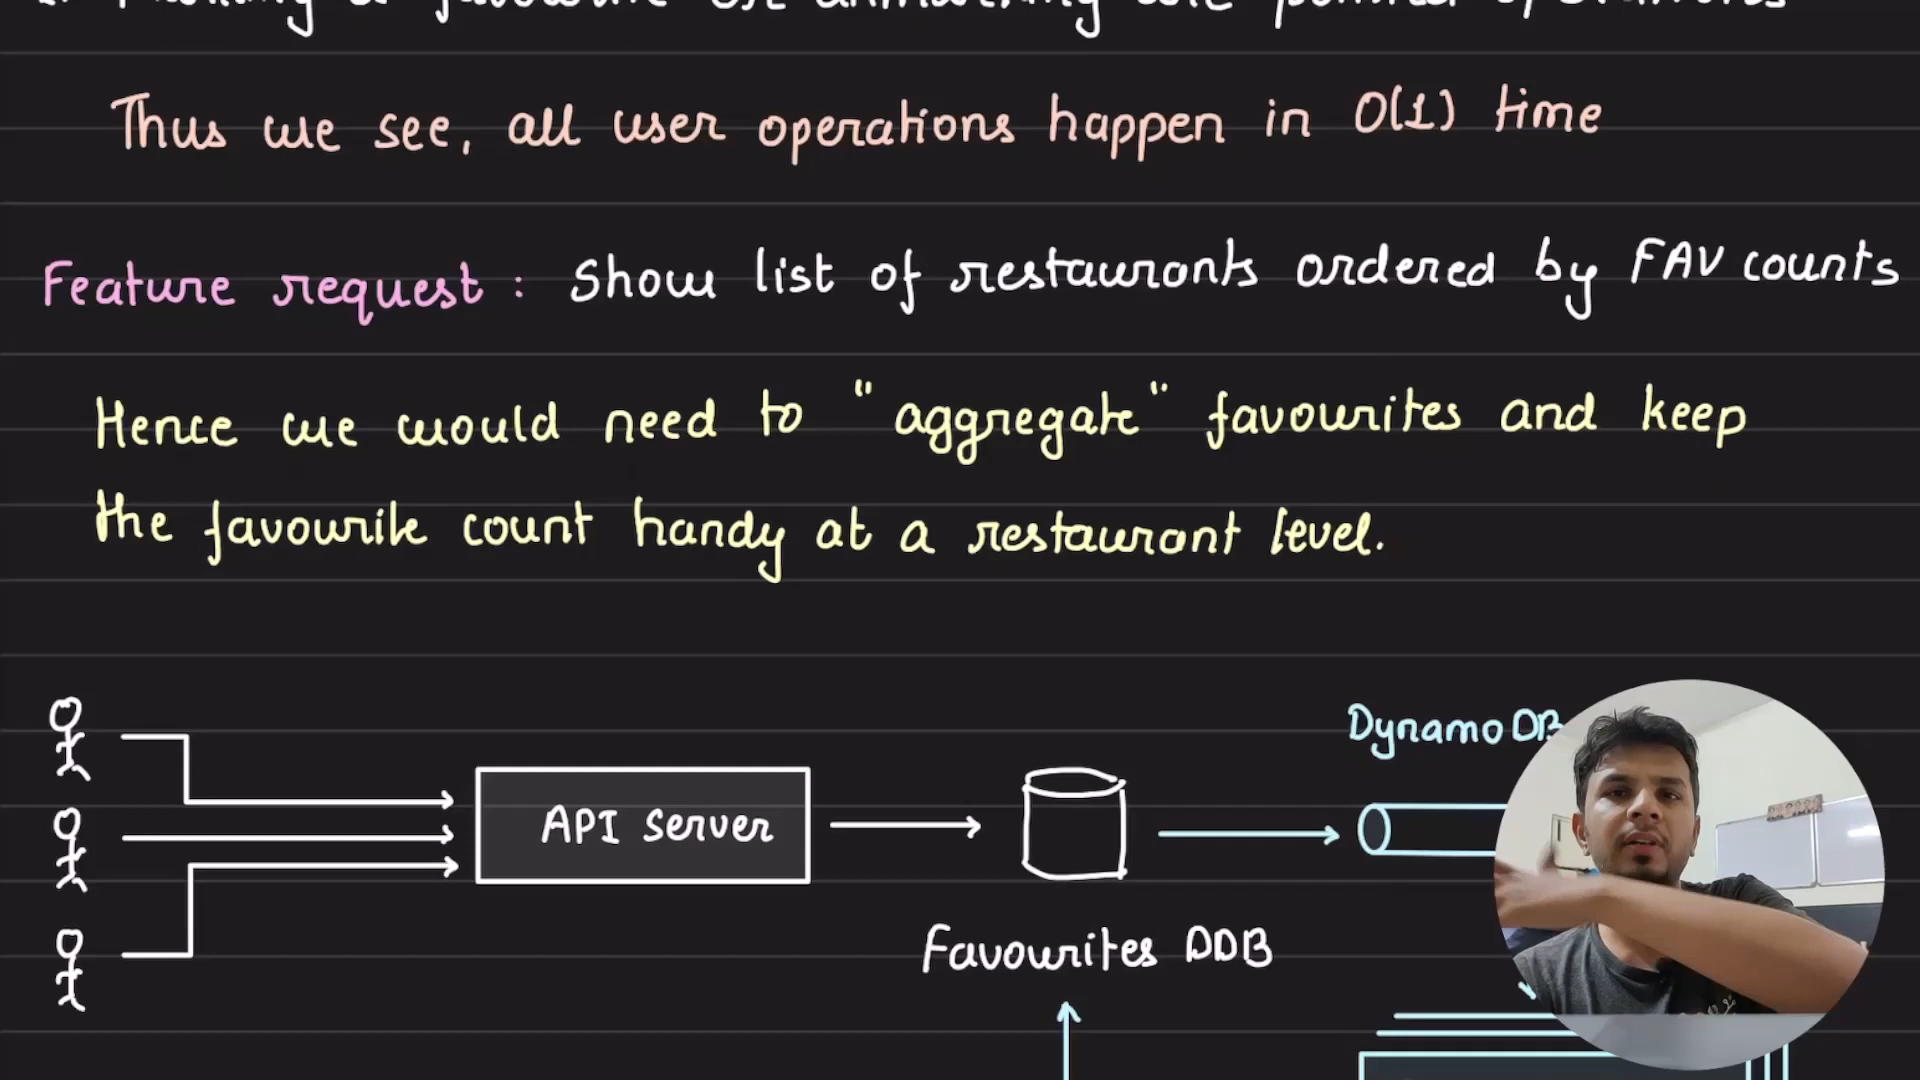 Thus we see, all user operations happen in O(1) time
Feature request : Show list of restaurants ordered by FAV counts
Hence we would need to "aggregate" favourites and keep
the favourite count handy at a restaurant level.
DynamoDB
API Server
Favourites DDB